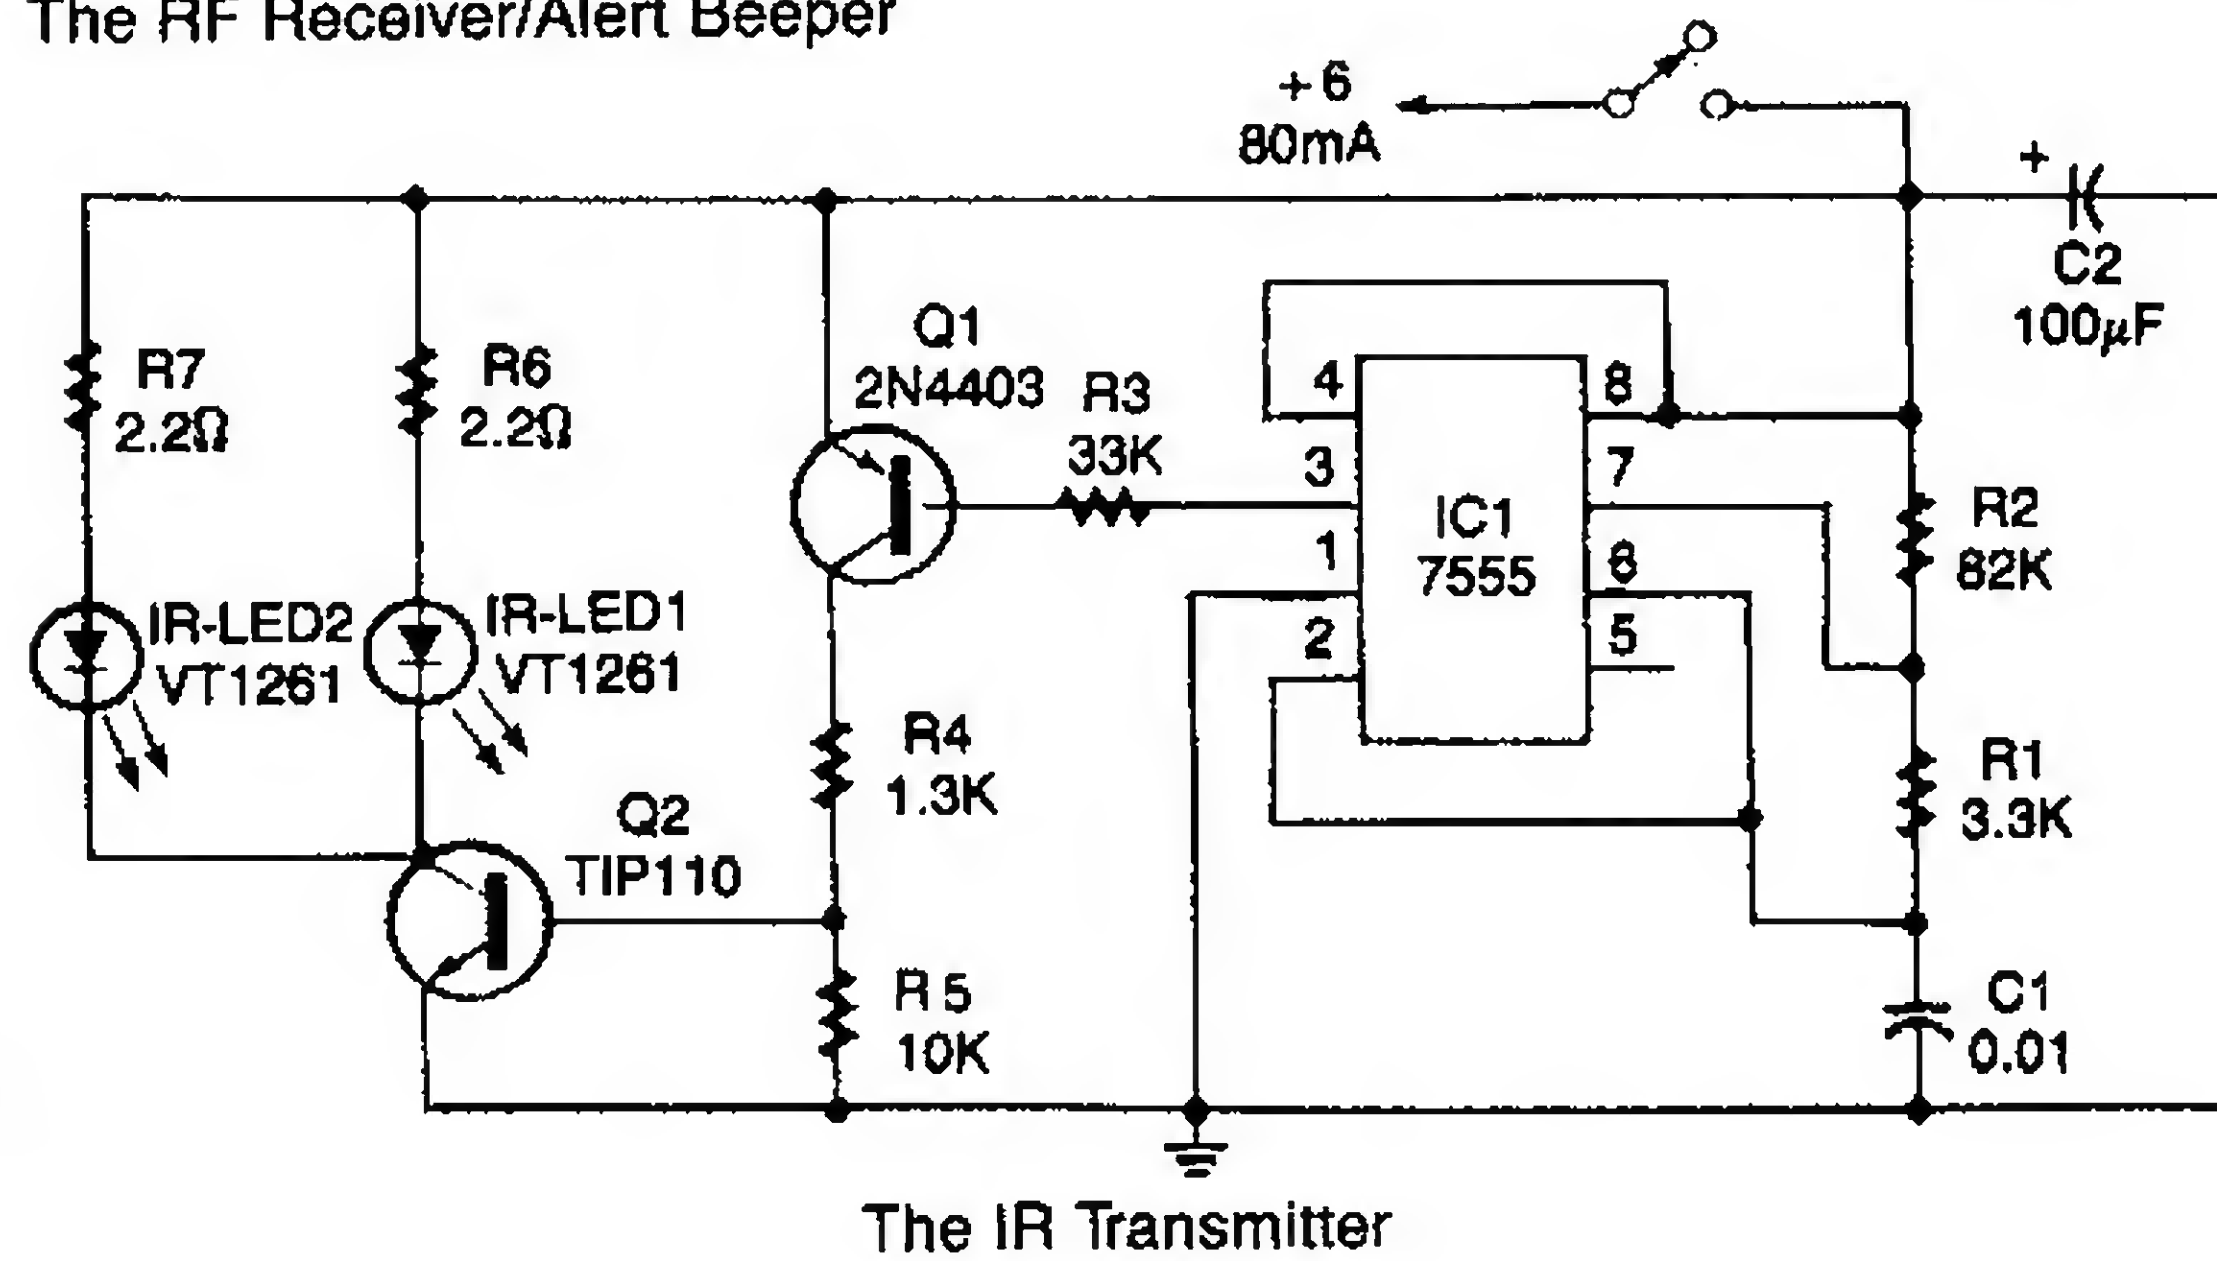 The RF Receiver/Alert Beeper
+6
80mA
+
C2
100µF
R7
2.2Ω
R6
2.2Ω
Q1
2N4403
R3
33K
4
3
1
2
IC1
7555
8
7
6
5
R2
82K
IR-LED2
VT1261
IR-LED1
VT1261
R4
1.3K
R1
3.3K
Q2
TIP110
R5
10K
C1
0.01
The IR Transmitter